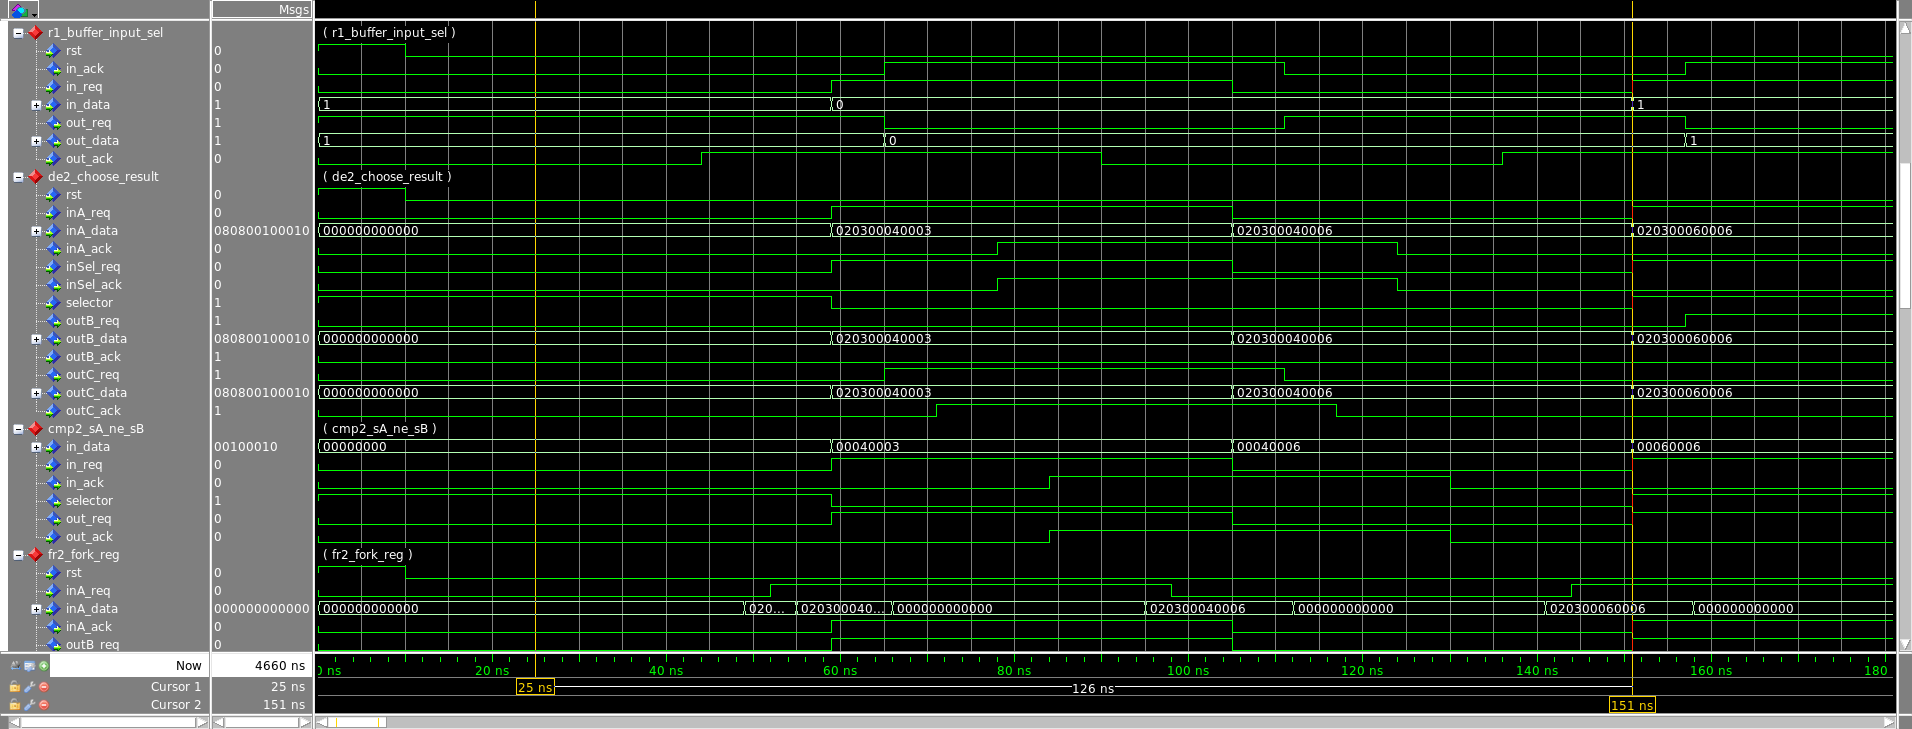 Msgs
r1_buffer_input_sel ( r1_buffer_input_sel )
rst 0
in_ack 0
in_req 0
in_data 1 1 0 1
out_req 1
out_data 1 1 0 1
out_ack 0
de2_choose_result ( de2_choose_result )
rst 0
inA_req 0
inA_data 080800100010 000000000000 020300040003 020300040006 020300060006
inA_ack 0
inSel_req 0
inSel_ack 0
selector 1
outB_req 1
outB_data 080800100010 000000000000 020300040003 020300040006 020300060006
outB_ack 1
outC_req 1
outC_data 080800100010 000000000000 020300040003 020300040006 020300060006
outC_ack 1
cmp2_sA_ne_sB ( cmp2_sA_ne_sB )
in_data 00100010 00000000 00040003 00040006 00060006
in_req 0
in_ack 0
selector 1
out_req 0
out_ack 0
fr2_fork_reg ( fr2_fork_reg )
rst 0
inA_req 0
inA_data 000000000000 000000000000 020... 020300040... 000000000000 020300040006 000000000000 020300060006 000000000000
inA_ack 0
outB_req 0
Now 4660 ns 0 ns 20 ns 40 ns 60 ns 80 ns 100 ns 120 ns 140 ns 160 ns 180
Cursor 1 25 ns 25 ns 126 ns
Cursor 2 151 ns 151 ns